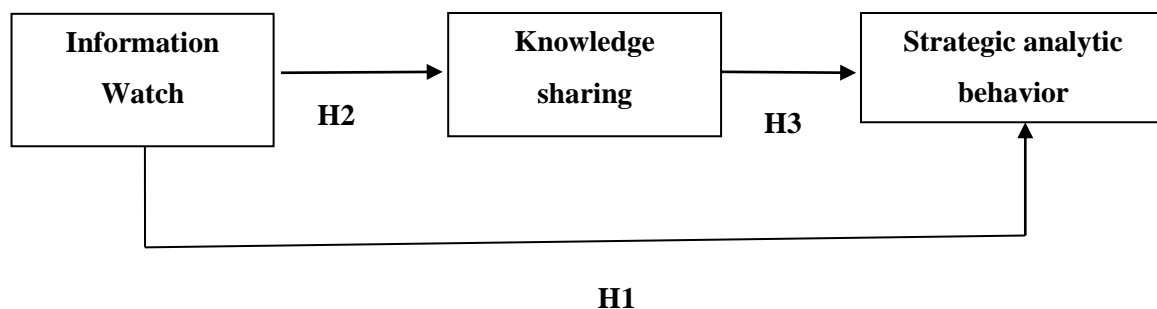 Information
Watch
Knowledge
sharing
Strategic analytic
behavior
H2
H3
H1